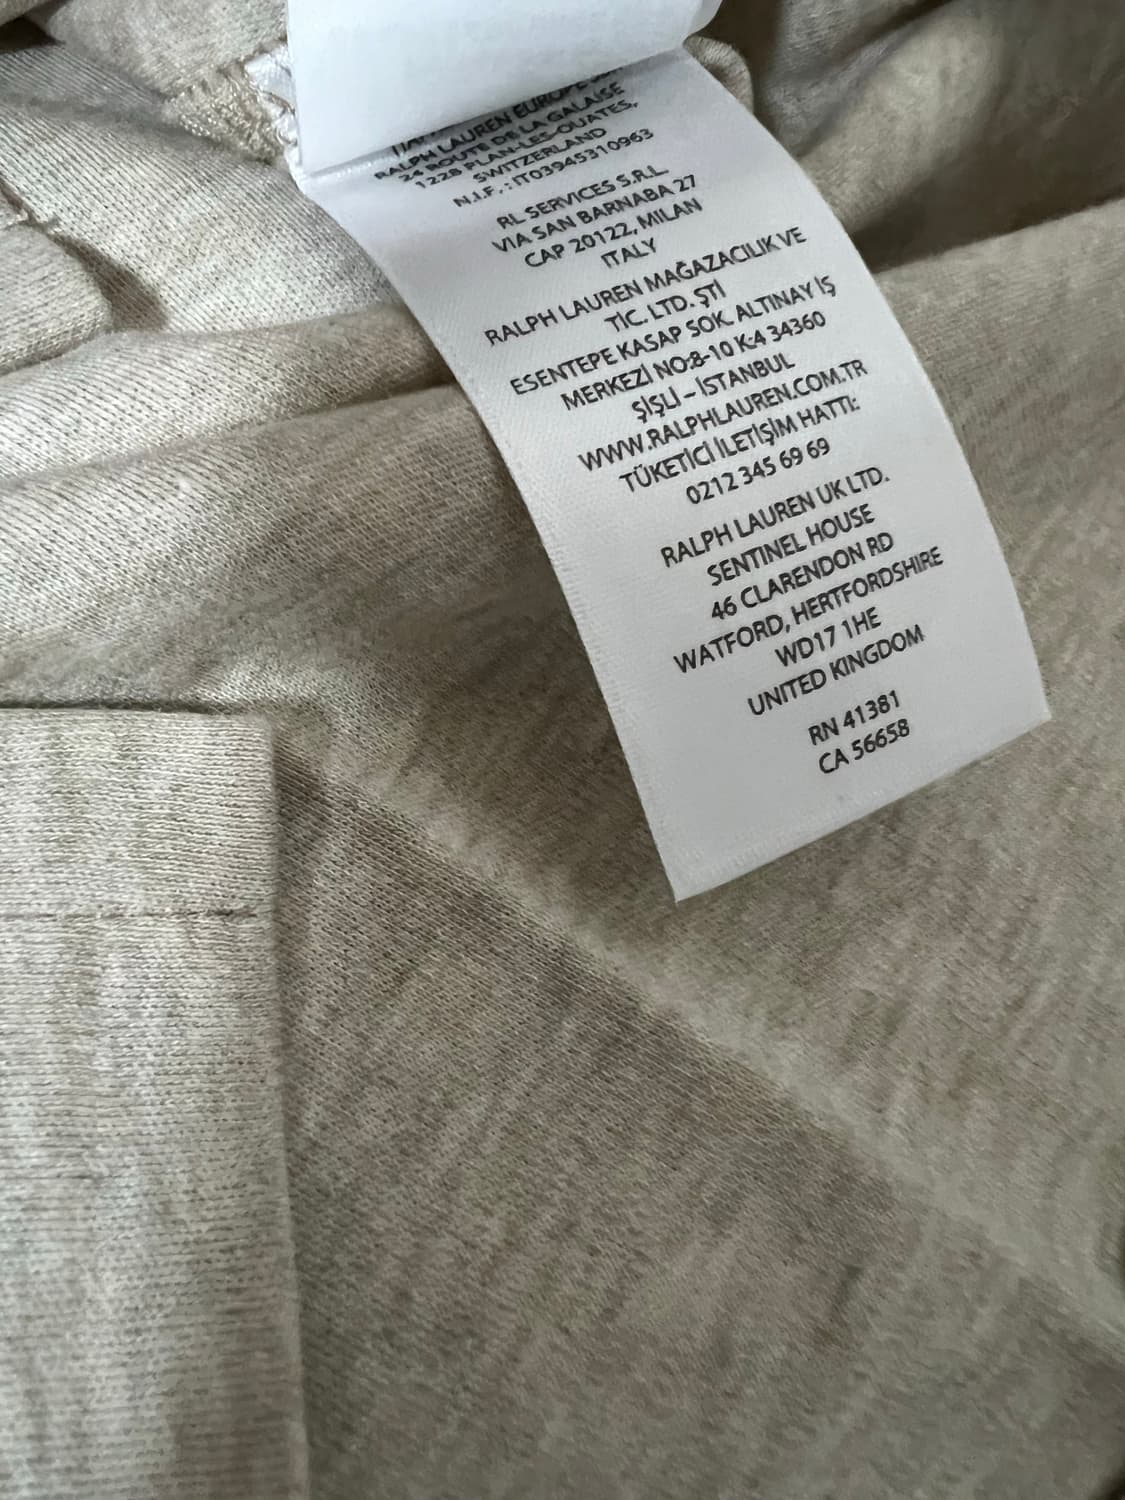 RALPH LAUREN EUROPE
24 ROUTE DE LA GALAISE
1228 PLAN-LES-OUATES,
SWITZERLAND
N.I.F. : IT03945310963
RL SERVICES S.R.L.
VIA SAN BARNABA 27
CAP 20122, MILAN
ITALY
RALPH LAUREN MAĞAZACILIK VE
TİC. LTD. ŞTİ
ESENTEPE KASAP SOK. ALTINAY İŞ
MERKEZİ NO:8-10 K:4 34360
ŞİŞLİ – İSTANBUL
WWW.RALPHLAUREN.COM.TR
TÜKETİCİ İLETİŞİM HATTI:
0212 345 69 69
RALPH LAUREN UK LTD.
SENTINEL HOUSE
46 CLARENDON RD
WATFORD, HERTFORDSHIRE
WD17 1HE
UNITED KINGDOM
RN 41381
CA 56658